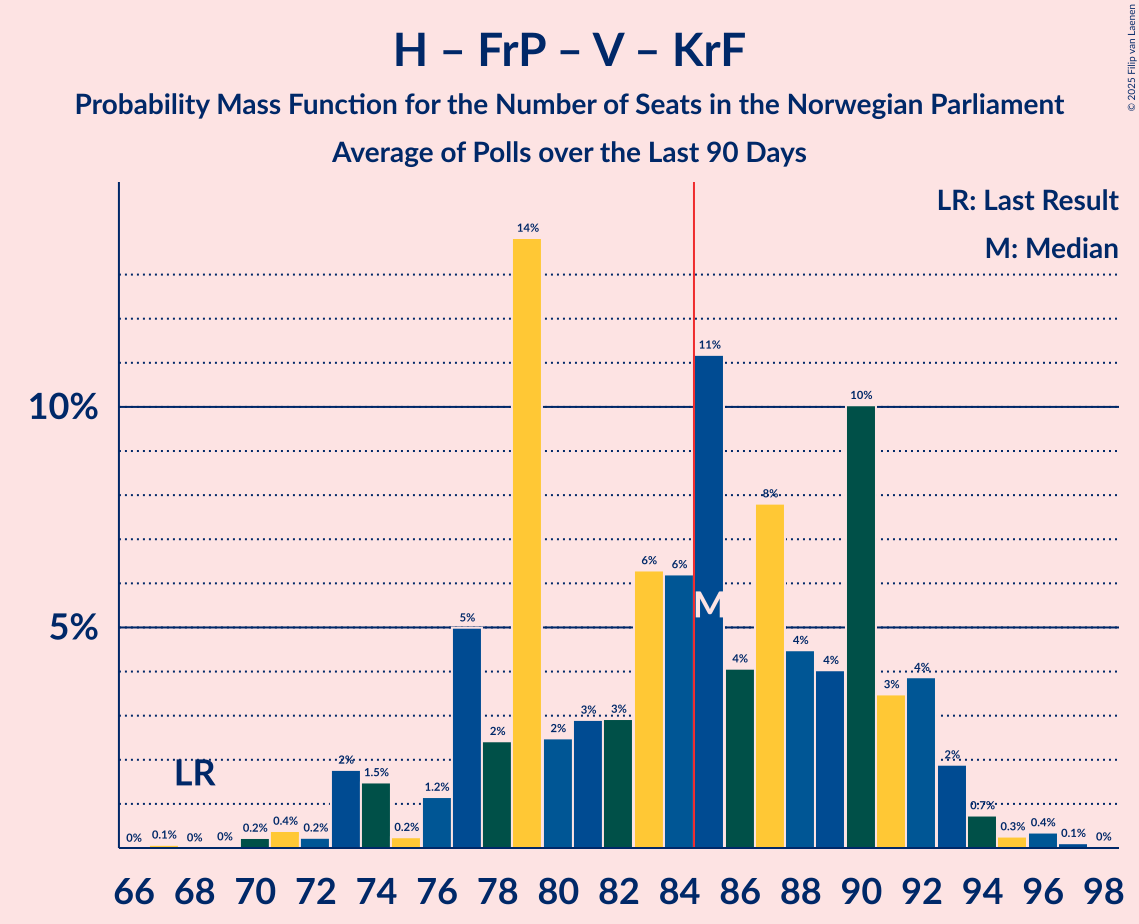 H – FrP – V – KrF
Probability Mass Function for the Number of Seats in the Norwegian Parliament
Average of Polls over the Last 90 Days
© 2025 Filip van Laenen
LR: Last Result
M: Median
10%
5%
LR
M
0% 0.1% 0% 0% 0.2% 0.4% 0.2% 2% 1.5% 0.2% 1.2% 5% 2% 14% 2% 3% 3% 6% 6% 11% 4% 8% 4% 4% 10% 3% 4% 2% 0.7% 0.3% 0.4% 0.1% 0%
66 68 70 72 74 76 78 80 82 84 86 88 90 92 94 96 98